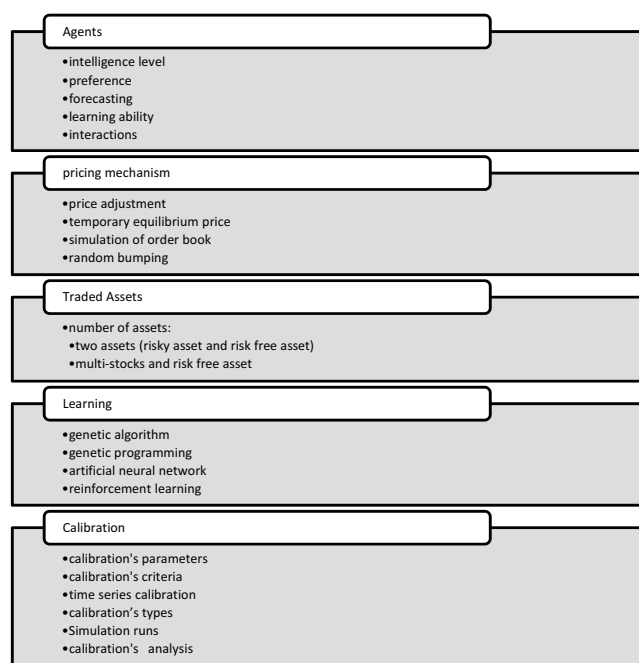 Agents
•intelligence level
•preference
•forecasting
•learning ability
•interactions
pricing mechanism
•price adjustment
•temporary equilibrium price
•simulation of order book
•random bumping
Traded Assets
•number of assets:
•two assets (risky asset and risk free asset)
•multi-stocks and risk free asset
Learning
•genetic algorithm
•genetic programming
•artificial neural network
•reinforcement learning
Calibration
•calibration's parameters
•calibration's criteria
•time series calibration
•calibration’s types
•Simulation runs
•calibration's analysis